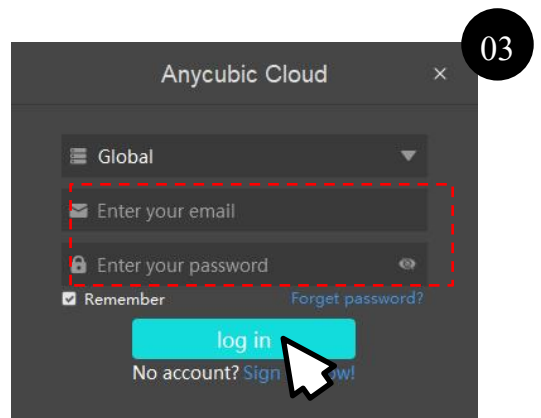 03
Anycubic Cloud
Global
Enter your email
Enter your password
Remember Forget password?
log in
No account? Sign